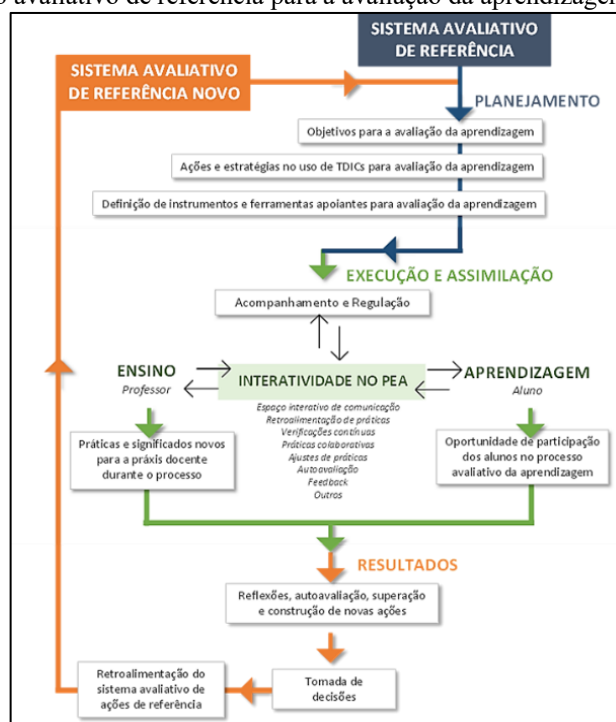 o avaliativo de referência para a avaliação da aprendizagem
SISTEMA AVALIATIVO
DE REFERÊNCIA
SISTEMA AVALIATIVO
DE REFERÊNCIA NOVO
PLANEJAMENTO
Objetivos para a avaliação da aprendizagem
Ações e estratégias no uso de TDICs para avaliação da aprendizagem
Definição de instrumentos e ferramentas apoiantes para avaliação da aprendizagem
EXECUÇÃO E ASSIMILAÇÃO
Acompanhamento e Regulação
ENSINO
Professor
INTERATIVIDADE NO PEA
APRENDIZAGEM
Aluno
Espaço interativo de comunicação
Retroalimentação de práticas
Verificações contínuas
Práticas colaborativas
Ajustes de práticas
Autoavaliação
Feedback
Outros
Práticas e significados novos
para a práxis docente
durante o processo
Oportunidade de participação
dos alunos no processo
avaliativo da aprendizagem
RESULTADOS
Reflexões, autoavaliação, superação
e construção de novas ações
Retroalimentação do
sistema avaliativo de
ações de referência
Tomada de
decisões